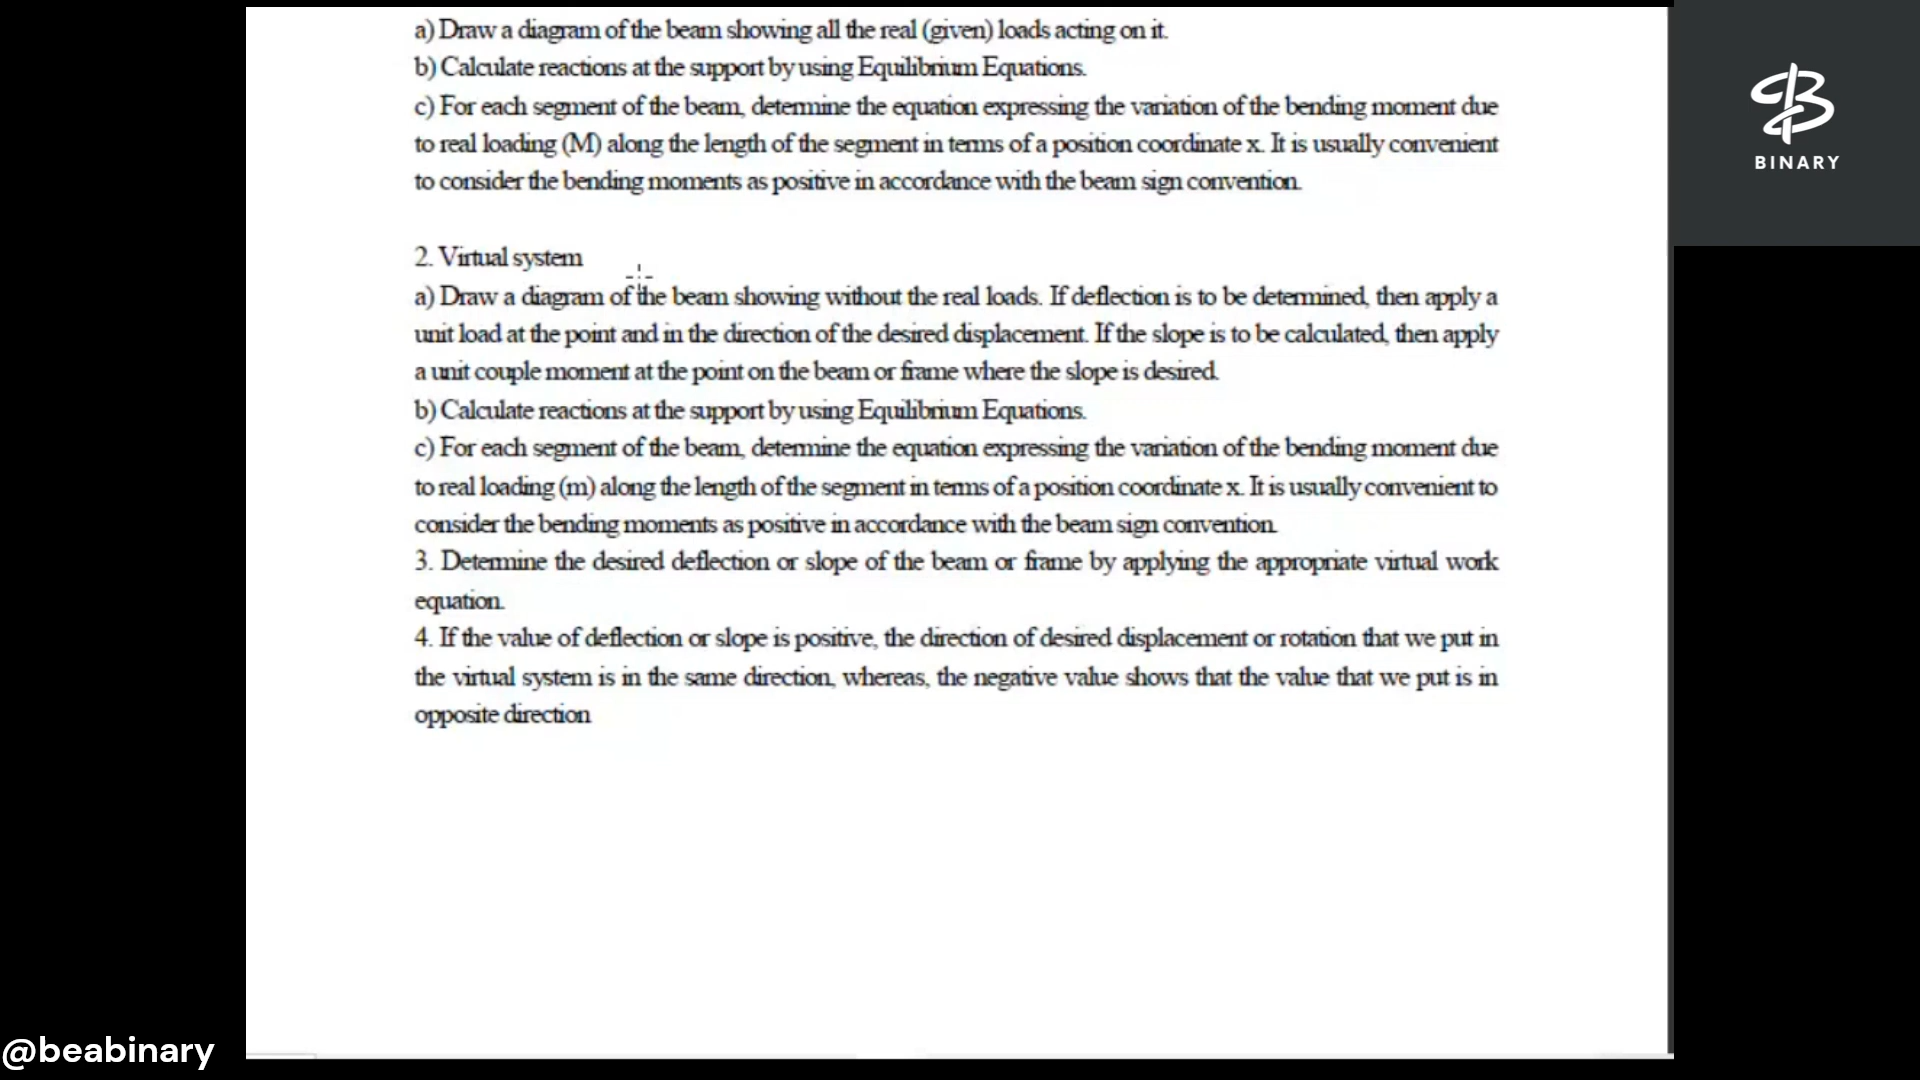 a) Draw a diagram of the beam showing all the real (given) loads acting on it.
b) Calculate reactions at the support by using Equilibrium Equations.
c) For each segment of the beam, determine the equation expressing the variation of the bending moment due
to real loading (M) along the length of the segment in terms of a position coordinate x. It is usually convenient
to consider the bending moments as positive in accordance with the beam sign convention.
2. Virtual system
a) Draw a diagram of the beam showing without the real loads. If deflection is to be determined, then apply a
unit load at the point and in the direction of the desired displacement. If the slope is to be calculated, then apply
a unit couple moment at the point on the beam or frame where the slope is desired.
b) Calculate reactions at the support by using Equilibrium Equations.
c) For each segment of the beam, determine the equation expressing the variation of the bending moment due
to real loading (m) along the length of the segment in terms of a position coordinate x. It is usually convenient to
consider the bending moments as positive in accordance with the beam sign convention.
3. Determine the desired deflection or slope of the beam or frame by applying the appropriate virtual work
equation.
4. If the value of deflection or slope is positive, the direction of desired displacement or rotation that we put in
the virtual system is in the same direction, whereas, the negative value shows that the value that we put is in
opposite direction
BINARY
@beabinary